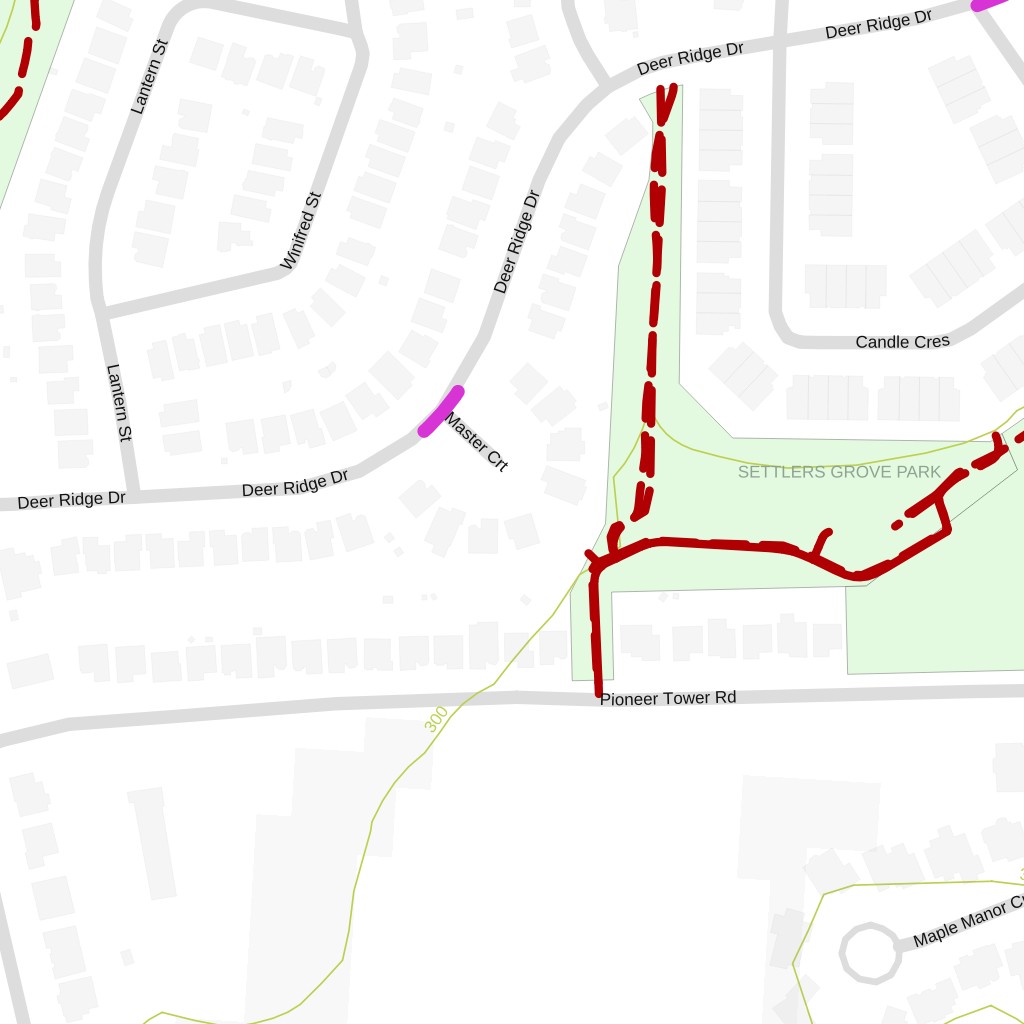 Deer Ridge Dr
Deer Ridge Dr
Lantern St
Winifred St
Deer Ridge Dr
Candle Cres
Lantern St
Master Crt
SETTLERS GROVE PARK
Deer Ridge Dr
Deer Ridge Dr
Pioneer Tower Rd
300
Maple Manor